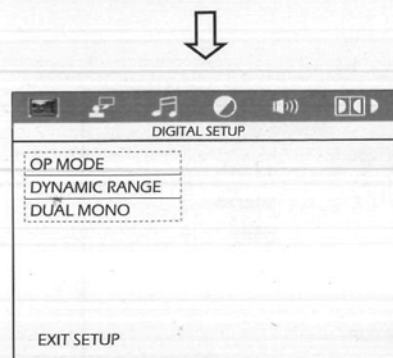 DIGITAL SETUP
OP MODE
DYNAMIC RANGE
DUAL MONO
EXIT SETUP